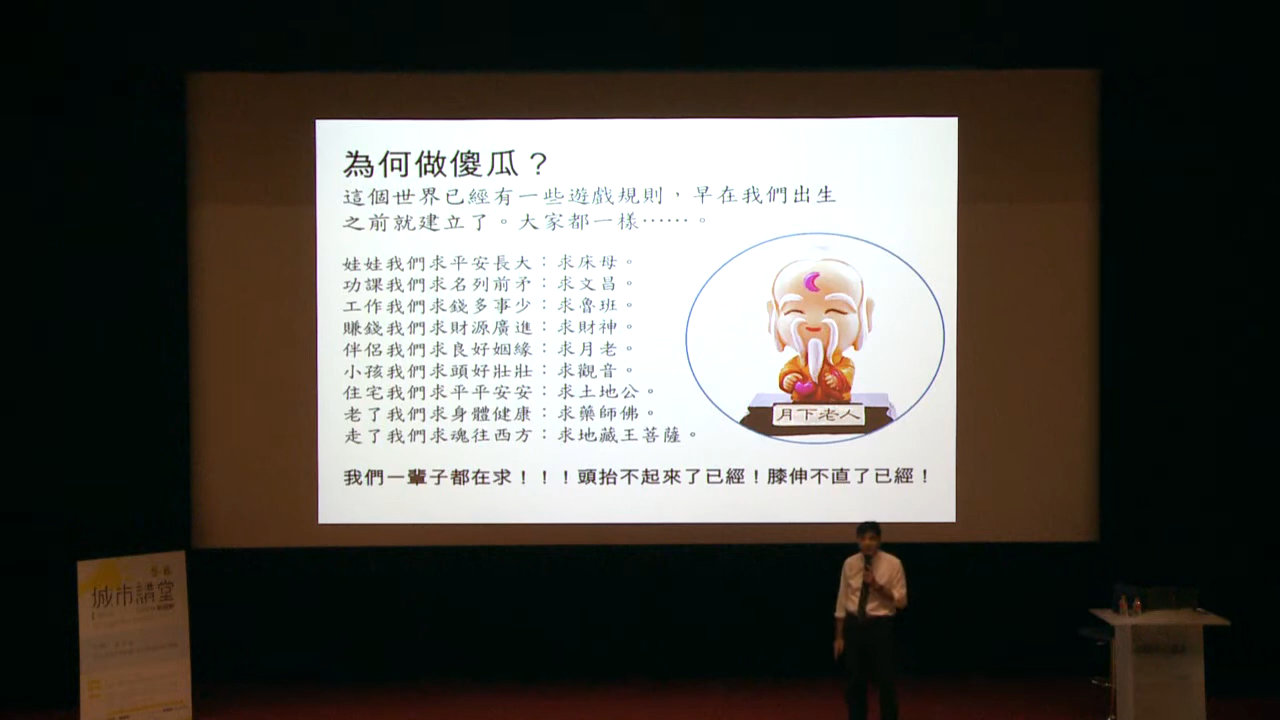 為何做傻瓜？
這個世界已經有一些遊戲規則，早在我們出生
之前就建立了。大家都一樣……。
娃娃我們求平安長大：求床母。
功課我們求名列前矛：求文昌。
工作我們求錢多事少：求魯班。
賺錢我們求財源廣進：求財神。
伴侶我們求良好姻緣：求月老。
小孩我們求頭好壯壯：求觀音。
住宅我們求平平安安：求土地公。
老了我們求身體健康：求藥師佛。
走了我們求魂往西方：求地藏王菩薩。
月下老人
我們一輩子都在求！！！頭抬不起來了已經！膝伸不直了已經！
城市講堂